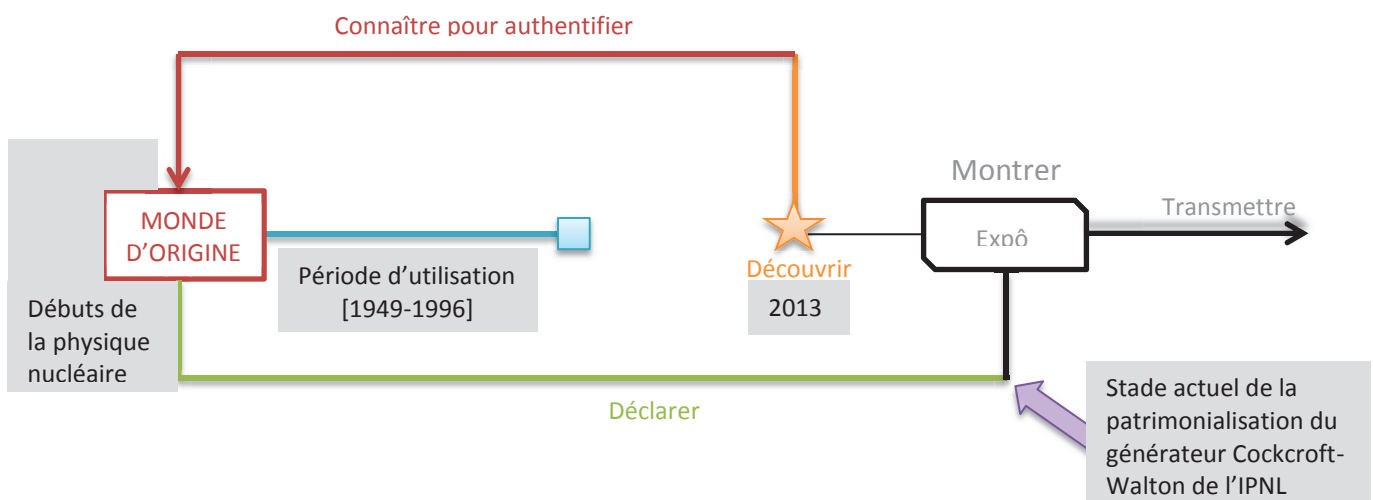 Connaître pour authentifier
Montrer
Transmettre
MONDE
D'ORIGINE
Expô
Découvrir
Période d'utilisation
[1949-1996]
2013
Débuts de
la physique
nucléaire
Déclarer
Stade actuel de la
patrimonialisation du
générateur Cockcroft-
Walton de l'IPNL